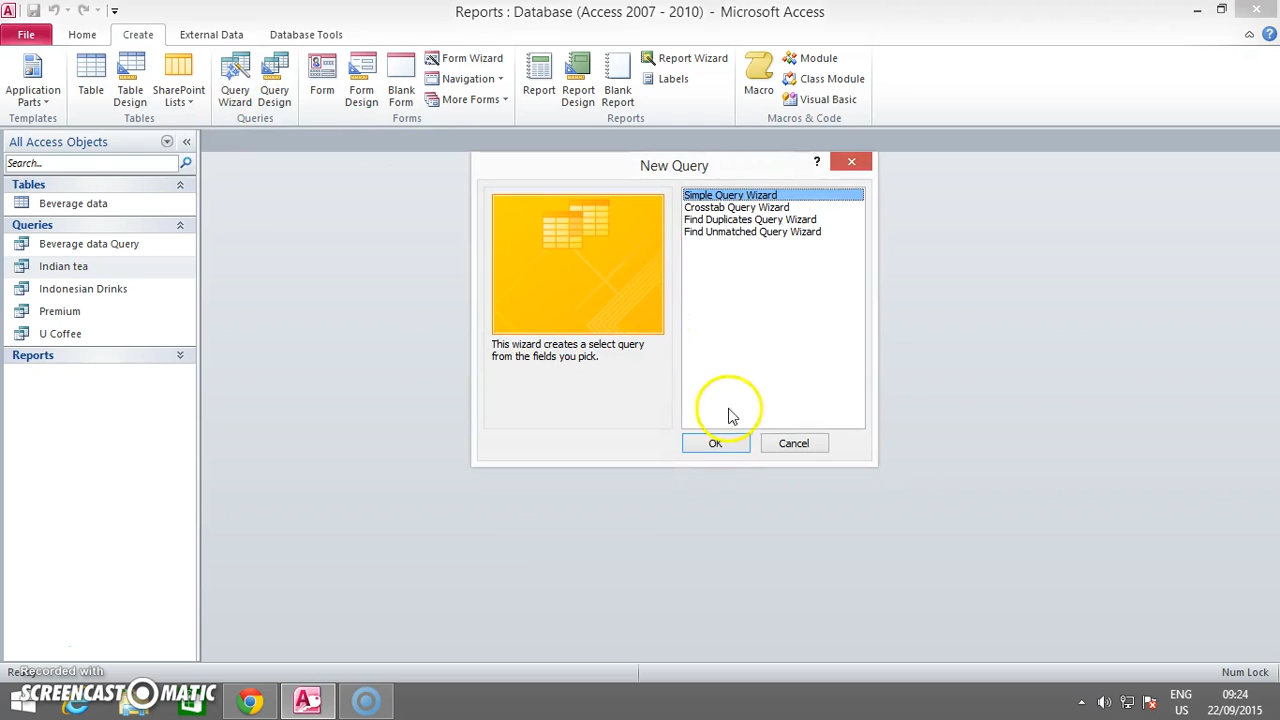 Reports : Database (Access 2007 - 2010) - Microsoft Access
File Home Create External Data Database Tools
Application Parts
Table
Table Design
SharePoint Lists
Query Wizard
Query Design
Form
Form Design
Blank Form
Form Wizard
Navigation
More Forms
Report
Report Design
Blank Report
Report Wizard
Labels
Macro
Module
Class Module
Visual Basic
Templates Tables Queries Forms Reports Macros & Code
All Access Objects
Search...
Tables
Beverage data
Queries
Beverage data Query
Indian tea
Indonesian Drinks
Premium
U Coffee
Reports
New Query
?
Simple Query Wizard
Crosstab Query Wizard
Find Duplicates Query Wizard
Find Unmatched Query Wizard
This wizard creates a select query
from the fields you pick.
OK Cancel
Num Lock
Recorded with
SCREENCAST MATIC
ENG
US
09:24
22/09/2015